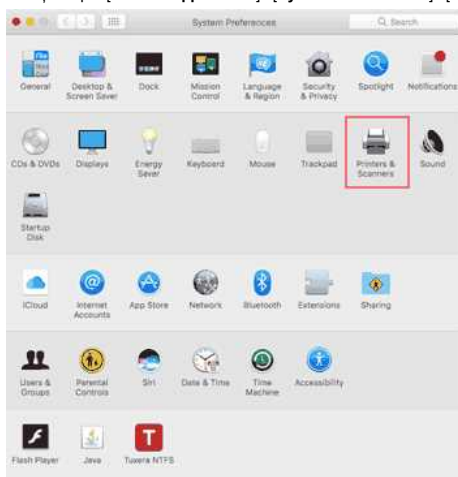 System Preferences
Search
General
Desktop &
Screen Saver
Dock
Mission
Control
Language
& Region
Security
& Privacy
Spotlight
Notifications
CDs & DVDs
Displays
Energy
Saver
Keyboard
Mouse
Trackpad
Printers &
Scanners
Sound
Startup
Disk
iCloud
Internet
Accounts
App Store
Network
Bluetooth
Extensions
Sharing
Users &
Groups
Parental
Controls
Siri
Date & Time
Time
Machine
Accessibility
Flash Player
Java
Tuxera NTFS